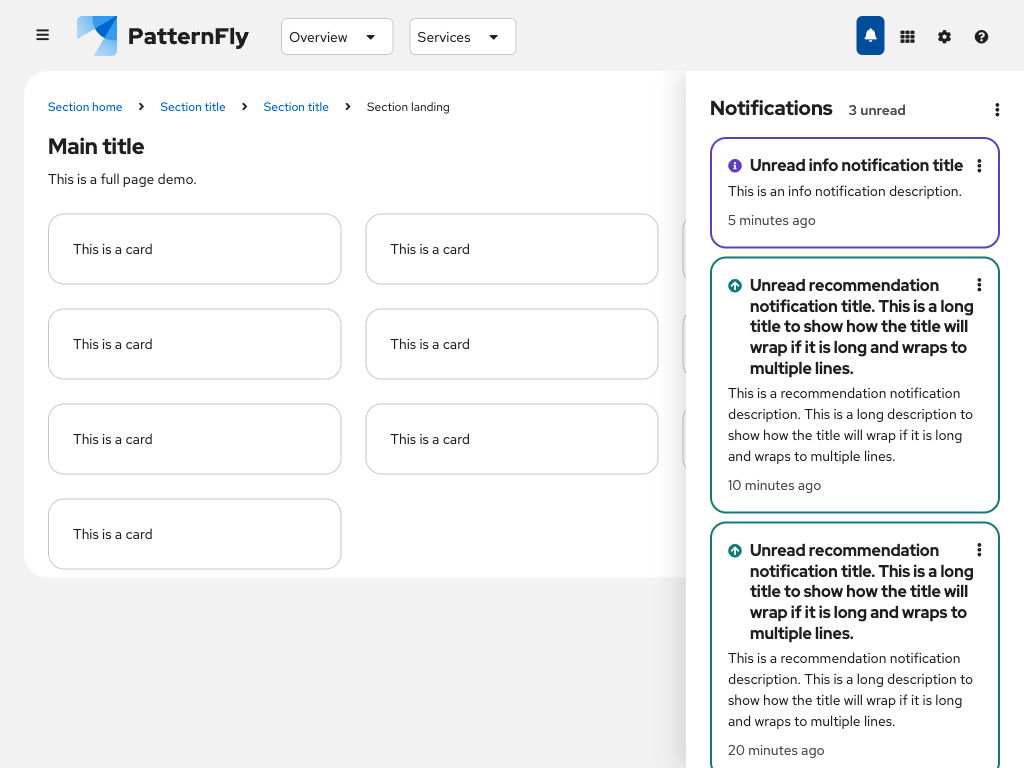 PatternFly
Overview
Services
Section home
Section title
Section title
Section landing
Main title
This is a full page demo.
This is a card
This is a card
This is a card
This is a card
This is a card
This is a card
This is a card
Notifications
3 unread
Unread info notification title
This is an info notification description.
5 minutes ago
Unread recommendation
notification title. This is a long
title to show how the title will
wrap if it is long and wraps to
multiple lines.
This is a recommendation notification
description. This is a long description to
show how the title will wrap if it is long
and wraps to multiple lines.
10 minutes ago
Unread recommendation
notification title. This is a long
title to show how the title will
wrap if it is long and wraps to
multiple lines.
This is a recommendation notification
description. This is a long description to
show how the title will wrap if it is long
and wraps to multiple lines.
20 minutes ago